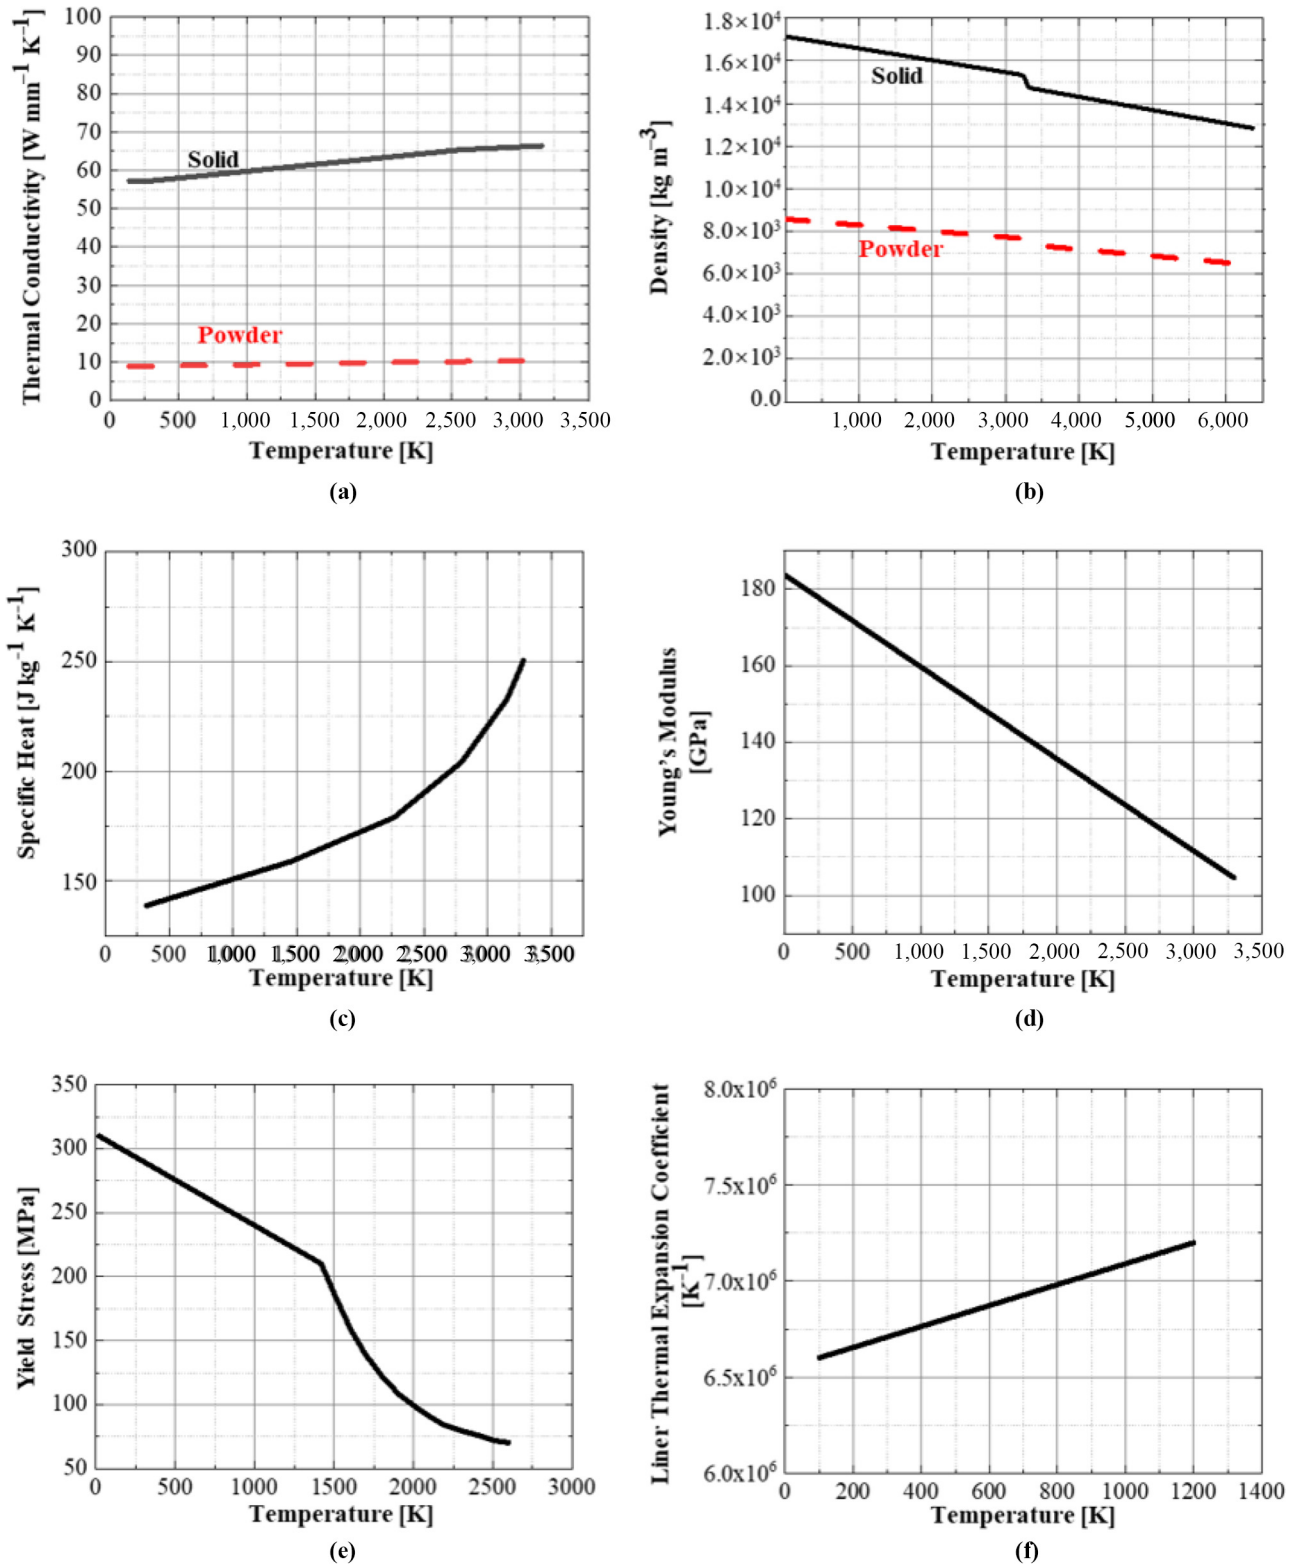 Thermal Conductivity [W mm⁻¹ K⁻¹]
100
90
80
70
60
50
40
30
20
10
0
Solid
Powder
0 500 1,000 1,500 2,000 2,500 3,000 3,500
Temperature [K]
(a)
Density [kg m⁻³]
1.8×10⁴
1.6×10⁴
1.4×10⁴
1.2×10⁴
1.0×10⁴
8.0×10³
6.0×10³
4.0×10³
2.0×10³
0.0
Solid
Powder
1,000 2,000 3,000 4,000 5,000 6,000
Temperature [K]
(b)
Specific Heat [J kg⁻¹ K⁻¹]
300
250
200
150
0 500 1,000 1,500 2,000 2,500 3,000 3,500
Temperature [K]
(c)
Young's Modulus
[GPa]
180
160
140
120
100
0 500 1,000 1,500 2,000 2,500 3,000 3,500
Temperature [K]
(d)
Yield Stress [MPa]
350
300
250
200
150
100
50
0 500 1000 1500 2000 2500 3000
Temperature [K]
(e)
Liner Thermal Expansion Coefficient
[K⁻¹]
8.0x10⁶
7.5x10⁶
7.0x10⁶
6.5x10⁶
6.0x10⁶
0 200 400 600 800 1000 1200 1400
Temperature [K]
(f)